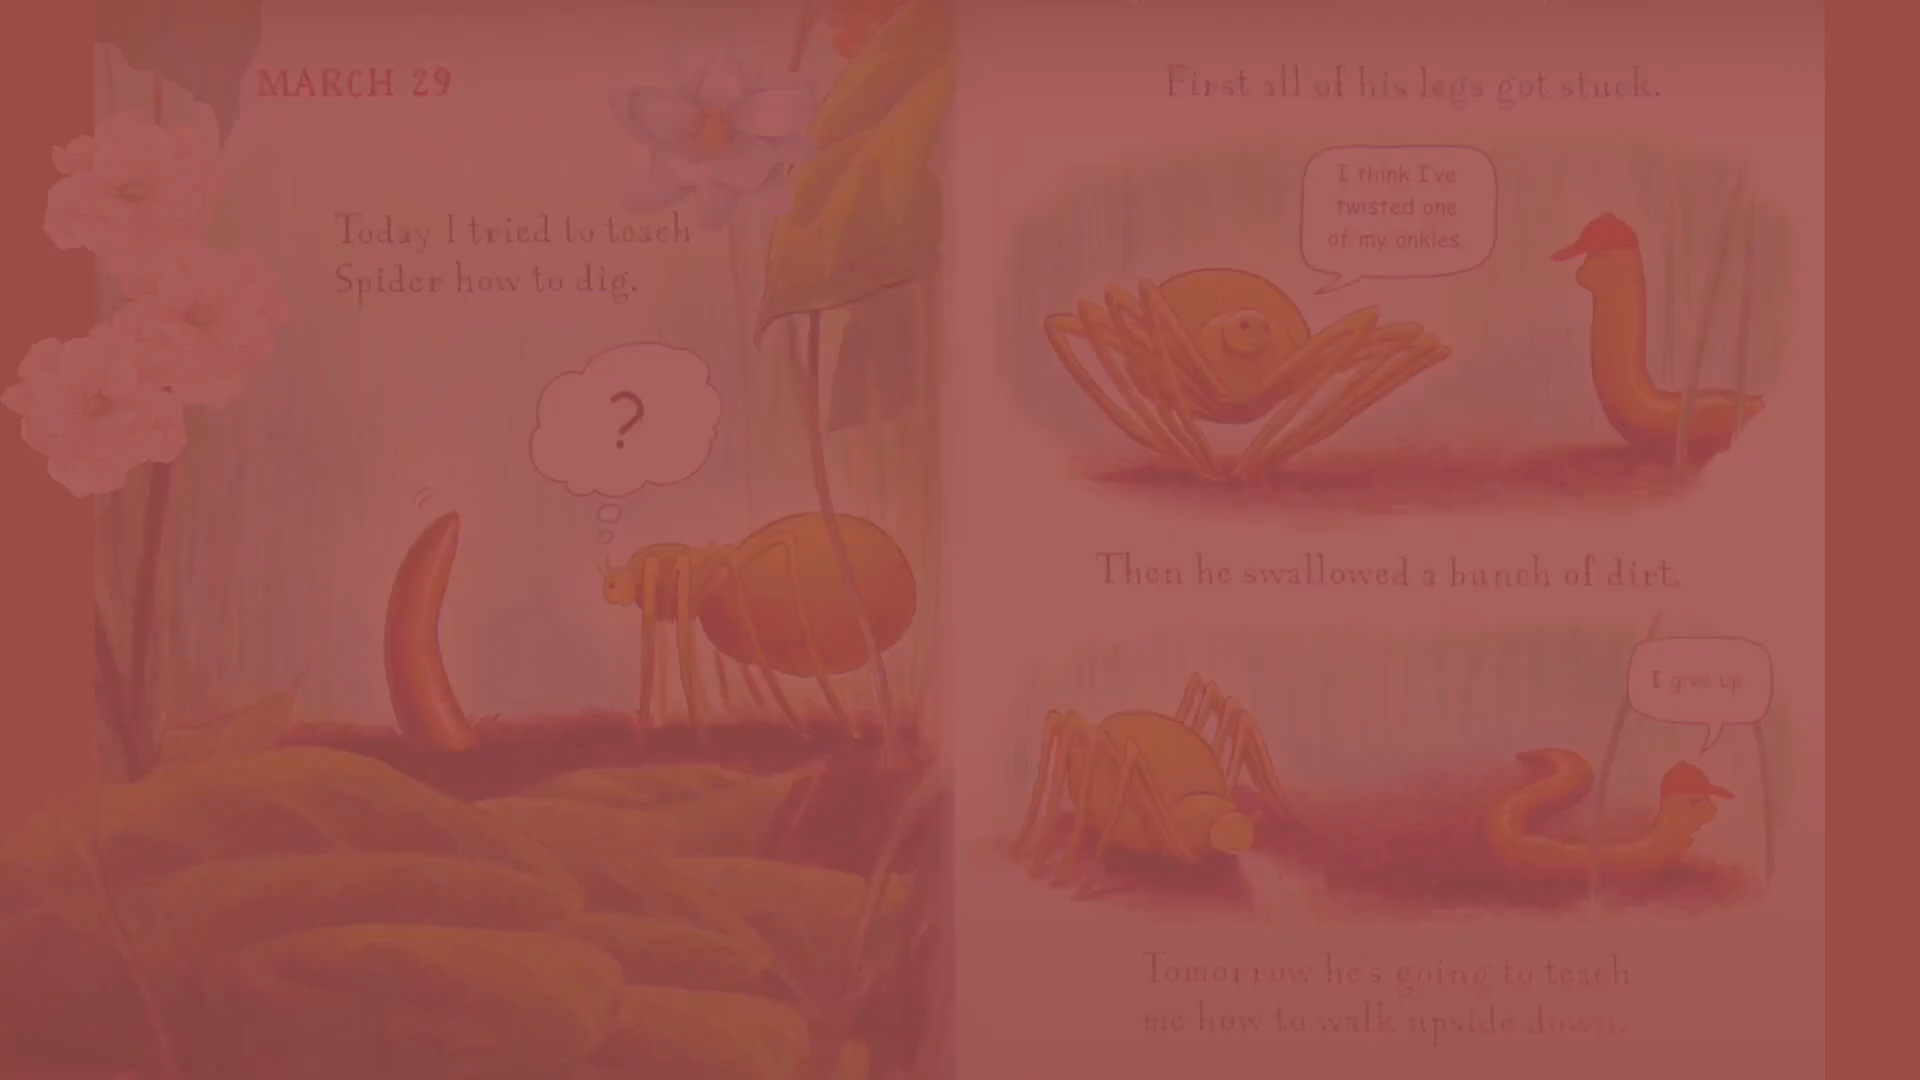 MARCH 29
Today I tried to teach
Spider how to dig.
?
First all of his legs got stuck.
I think I've
twisted one
of my ankles.
Then he swallowed a bunch of dirt.
I give up.
Tomorrow he's going to teach
me how to walk upside down.